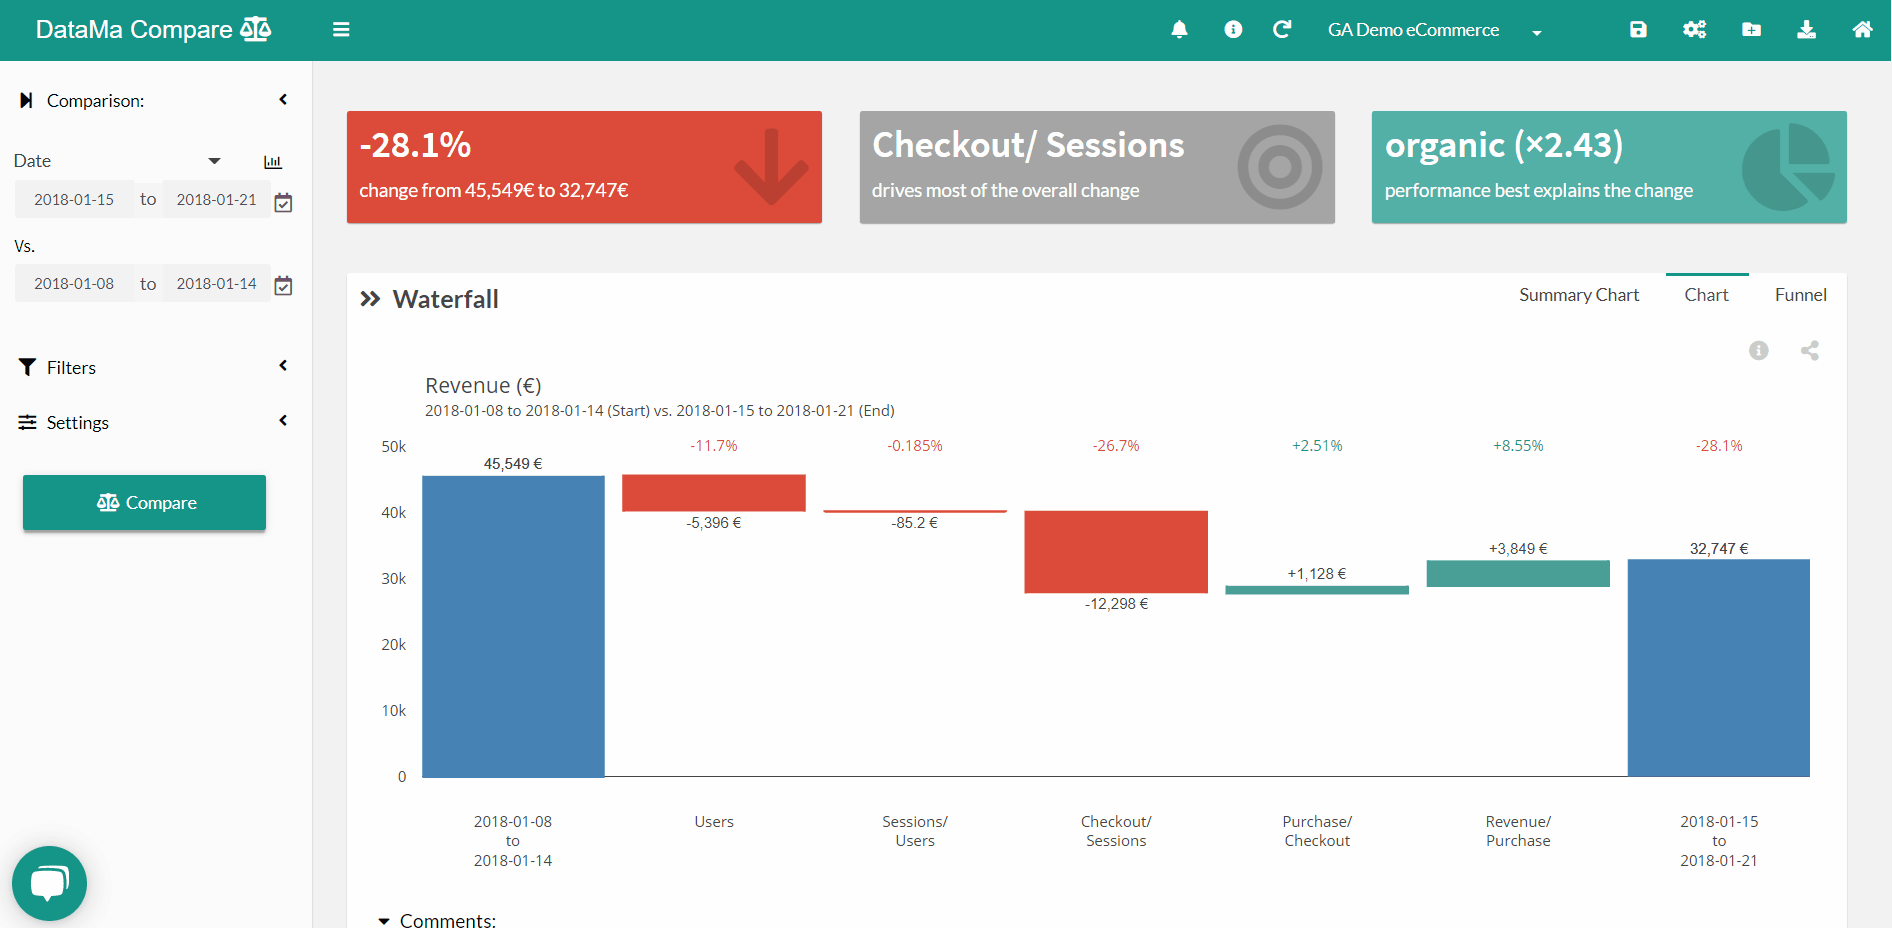 DataMa Compare
GA Demo eCommerce
Comparison:
Date
2018-01-15 to 2018-01-21
Vs.
2018-01-08 to 2018-01-14
Filters
Settings
Compare
-28.1%
change from 45,549€ to 32,747€
Checkout/ Sessions
drives most of the overall change
organic (×2.43)
performance best explains the change
Waterfall
Summary Chart Chart Funnel
Revenue (€)
2018-01-08 to 2018-01-14 (Start) vs. 2018-01-15 to 2018-01-21 (End)
50k
40k
30k
20k
10k
0
-11.7% -0.185% -26.7% +2.51% +8.55% -28.1%
45,549 €
-5,396 €
-85.2 €
-12,298 €
+1,128 €
+3,849 €
32,747 €
2018-01-08
to
2018-01-14
Users
Sessions/
Users
Checkout/
Sessions
Purchase/
Checkout
Revenue/
Purchase
2018-01-15
to
2018-01-21
Comments: